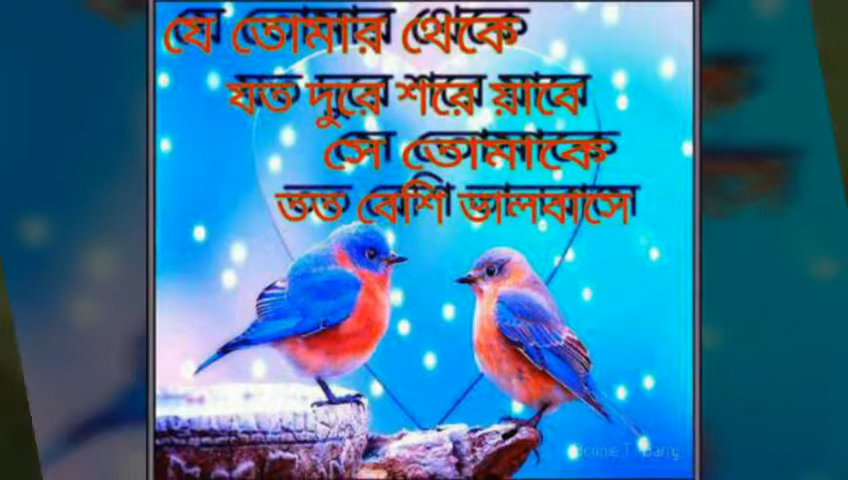 যে তোমার থেকে
যত দুরে শরে য়াবে
সে তোমাকে
তত বেশি ভালবাসে